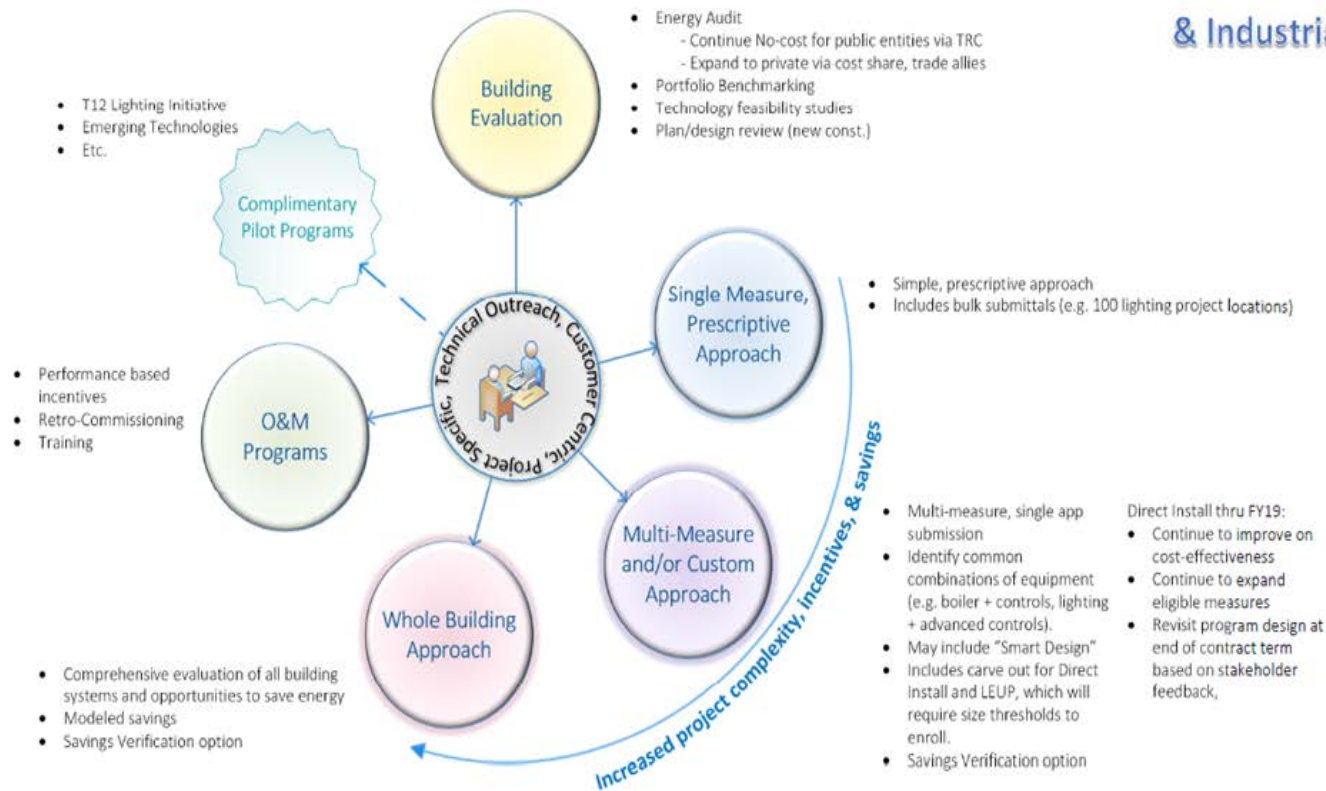 & Industria
• Energy Audit
- Continue No-cost for public entities via TRC
- Expand to private via cost share, trade allies
• Portfolio Benchmarking
• Technology feasibility studies
• Plan/design review (new const.)
Building
Evaluation
• T12 Lighting Initiative
• Emerging Technologies
• Etc.
Complimentary
Pilot Programs
Single Measure,
Prescriptive
Approach
• Simple, prescriptive approach
• Includes bulk submittals (e.g. 100 lighting project locations)
Technical Outreach, Customer Centric, Project Specific,
• Performance based
incentives
• Retro-Commissioning
• Training
O&M
Programs
Multi-Measure
and/or Custom
Approach
• Multi-measure, single app
submission
• Identify common
combinations of equipment
(e.g. boiler + controls, lighting
+ advanced controls).
• May include “Smart Design”
• Includes carve out for Direct
Install and LEUP, which will
require size thresholds to
enroll.
• Savings Verification option
Direct Install thru FY19:
• Continue to improve on
cost-effectiveness
• Continue to expand
eligible measures
• Revisit program design at
end of contract term
based on stakeholder
feedback,
Whole Building
Approach
• Comprehensive evaluation of all building
systems and opportunities to save energy
• Modeled savings
• Savings Verification option
Increased project complexity, incentives, & savings